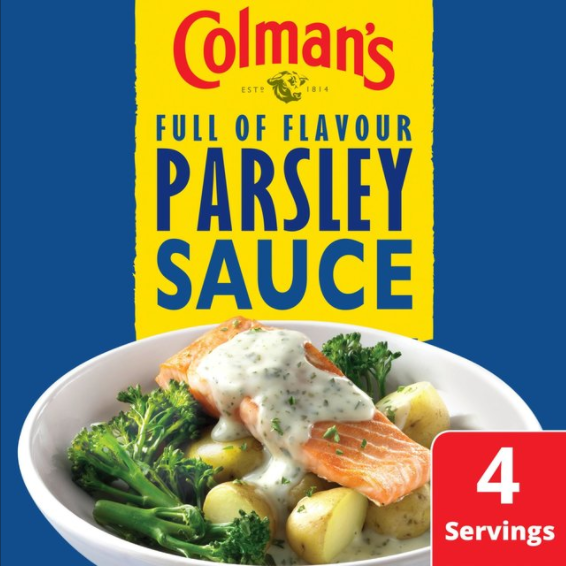 Colman's
ESTD 1814
FULL OF FLAVOUR
PARSLEY
SAUCE
4
Servings